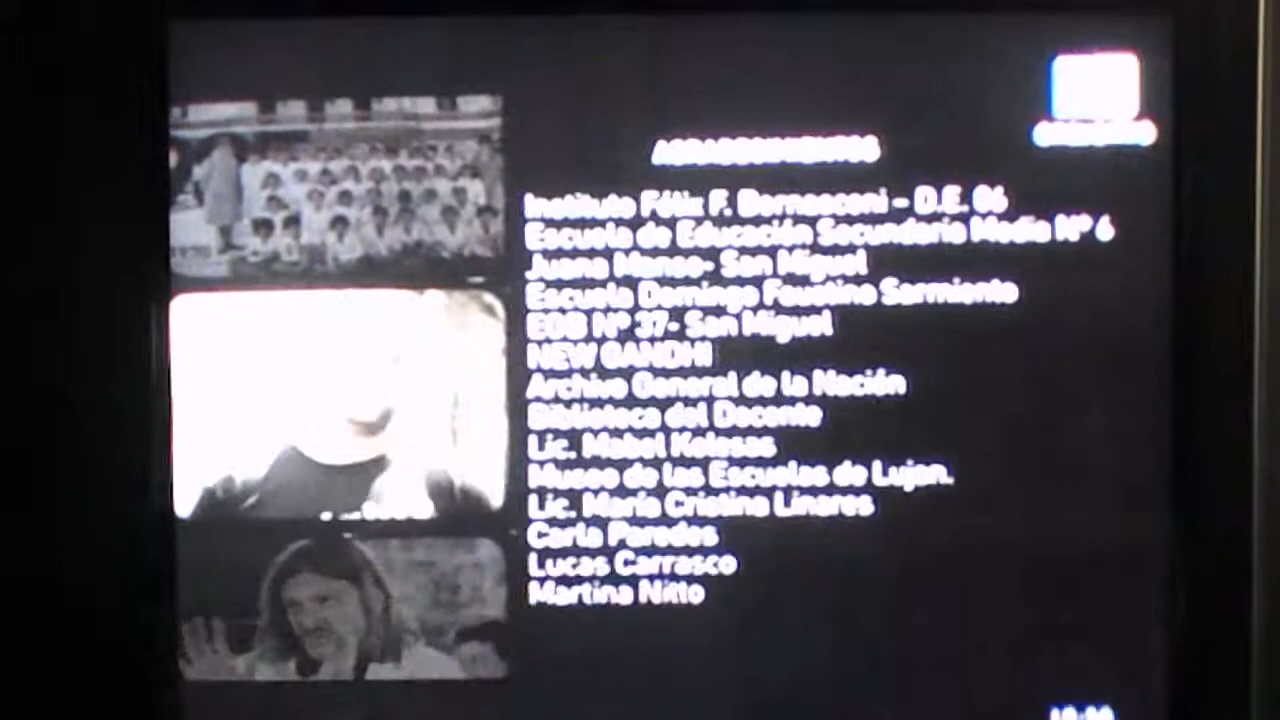 AGRADECIMIENTOS
Instituto Félix F. Bernasconi - D.E. 06
Escuela de Educación Secundaria Media Nº 6
Juana Manso- San Miguel
Escuela Domingo Faustino Sarmiento
EGB Nº 37- San Miguel
NEW GANDHI
Archivo General de la Nación
Biblioteca del Docente
Lic. Mabel
Museo de las Escuelas de Lujan.
Lic. María Cristina Linares
Carla Paredes
Lucas Carrasco
Martina Nitto